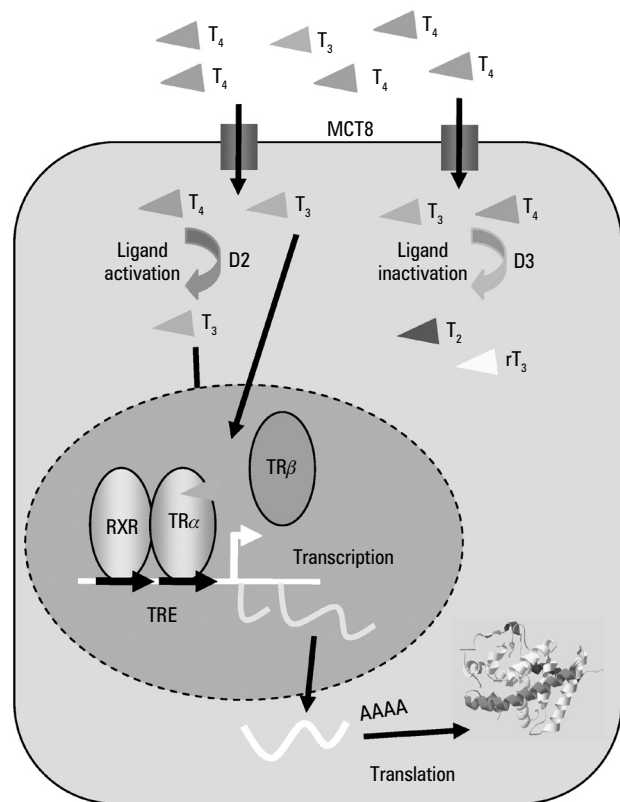 T4
T3
T4
T4
T4
T4
MCT8
T4
T3
T3
T4
Ligand
activation
D2
Ligand
inactivation
D3
T3
T2
rT3
TRβ
RXR
TRα
Transcription
TRE
AAAA
Translation